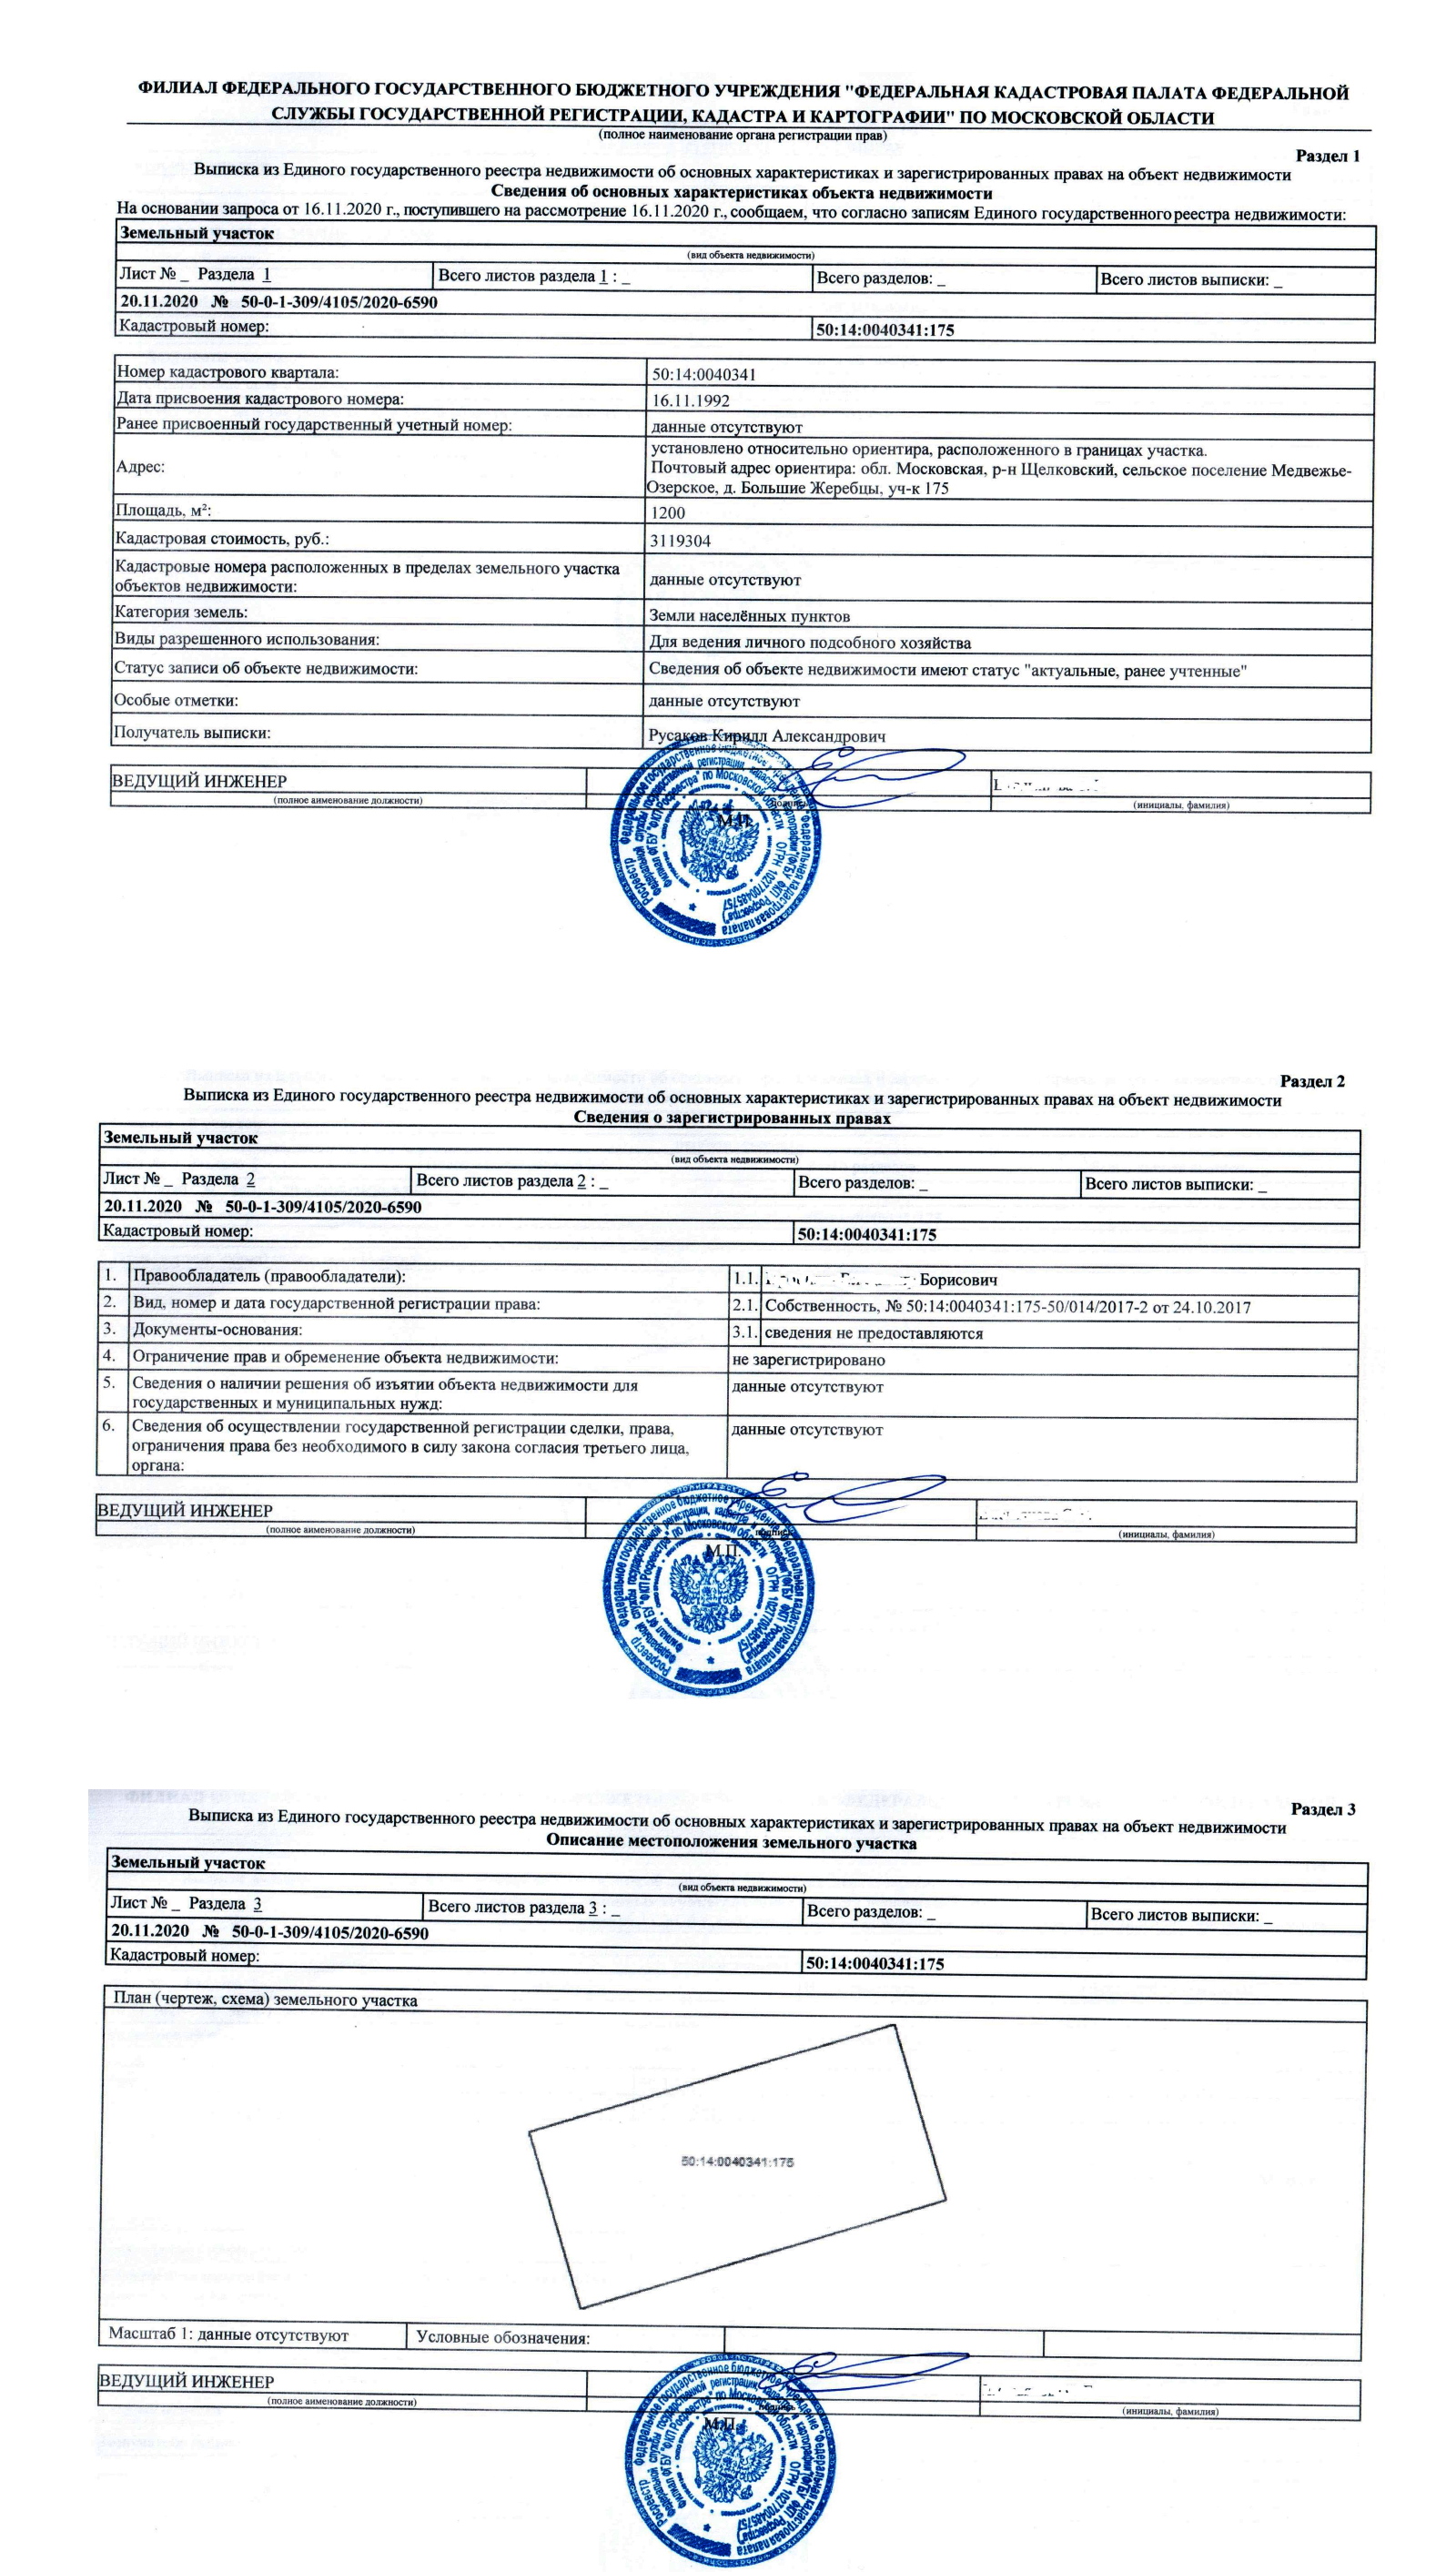 ФИЛИАЛ ФЕДЕРАЛЬНОГО ГОСУДАРСТВЕННОГО БЮДЖЕТНОГО УЧРЕЖДЕНИЯ "ФЕДЕРАЛЬНАЯ КАДАСТРОВАЯ ПАЛАТА ФЕДЕРАЛЬНОЙ
СЛУЖБЫ ГОСУДАРСТВЕННОЙ РЕГИСТРАЦИИ, КАДАСТРА И КАРТОГРАФИИ" ПО МОСКОВСКОЙ ОБЛАСТИ
(полное наименование органа регистрации прав)
Раздел 1
Выписка из Единого государственного реестра недвижимости об основных характеристиках и зарегистрированных правах на объект недвижимости
Сведения об основных характеристиках объекта недвижимости
На основании запроса от 16.11.2020 г., поступившего на рассмотрение 16.11.2020 г., сообщаем, что согласно записям Единого государственного реестра недвижимости:
Земельный участок
(вид объекта недвижимости)
Лист № _ Раздела 1 Всего листов раздела 1 : _ Всего разделов: _ Всего листов выписки: _
20.11.2020 № 50-0-1-309/4105/2020-6590
Кадастровый номер: 50:14:0040341:175
Номер кадастрового квартала: 50:14:0040341
Дата присвоения кадастрового номера: 16.11.1992
Ранее присвоенный государственный учетный номер: данные отсутствуют
Адрес: установлено относительно ориентира, расположенного в границах участка.
Почтовый адрес ориентира: обл. Московская, р-н Щелковский, сельское поселение Медвежье-
Озерское, д. Большие Жеребцы, уч-к 175
Площадь, м²: 1200
Кадастровая стоимость, руб.: 3119304
Кадастровые номера расположенных в пределах земельного участка
объектов недвижимости: данные отсутствуют
Категория земель: Земли населённых пунктов
Виды разрешенного использования: Для ведения личного подсобного хозяйства
Статус записи об объекте недвижимости: Сведения об объекте недвижимости имеют статус "актуальные, ранее учтенные"
Особые отметки: данные отсутствуют
Получатель выписки: Русаков Кирилл Александрович
ВЕДУЩИЙ ИНЖЕНЕР
(полное аименование должности) подпись (инициалы, фамилия)
М.П.
Раздел 2
Выписка из Единого государственного реестра недвижимости об основных характеристиках и зарегистрированных правах на объект недвижимости
Сведения о зарегистрированных правах
Земельный участок
(вид объекта недвижимости)
Лист № _ Раздела 2 Всего листов раздела 2 : _ Всего разделов: _ Всего листов выписки: _
20.11.2020 № 50-0-1-309/4105/2020-6590
Кадастровый номер: 50:14:0040341:175
1. Правообладатель (правообладатели): 1.1. Борисович
2. Вид, номер и дата государственной регистрации права: 2.1. Собственность, № 50:14:0040341:175-50/014/2017-2 от 24.10.2017
3. Документы-основания: 3.1. сведения не предоставляются
4. Ограничение прав и обременение объекта недвижимости: не зарегистрировано
5. Сведения о наличии решения об изъятии объекта недвижимости для данные отсутствуют
государственных и муниципальных нужд:
6. Сведения об осуществлении государственной регистрации сделки, права, данные отсутствуют
ограничения права без необходимого в силу закона согласия третьего лица,
органа:
ВЕДУЩИЙ ИНЖЕНЕР
(полное аименование должности) подпись (инициалы, фамилия)
М.П.
Раздел 3
Выписка из Единого государственного реестра недвижимости об основных характеристиках и зарегистрированных правах на объект недвижимости
Описание местоположения земельного участка
Земельный участок
(вид объекта недвижимости)
Лист № _ Раздела 3 Всего листов раздела 3 : _ Всего разделов: _ Всего листов выписки: _
20.11.2020 № 50-0-1-309/4105/2020-6590
Кадастровый номер: 50:14:0040341:175
План (чертеж, схема) земельного участка
50:14:0040341:175
Масштаб 1: данные отсутствуют Условные обозначения:
ВЕДУЩИЙ ИНЖЕНЕР
(полное аименование должности) подпись (инициалы, фамилия)
М.П.